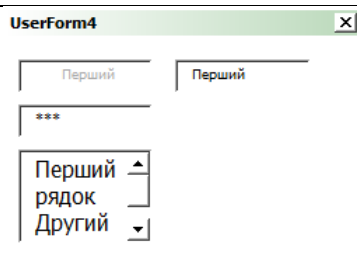 UserForm4
Перший Перший
***
Перший
рядок
Другий